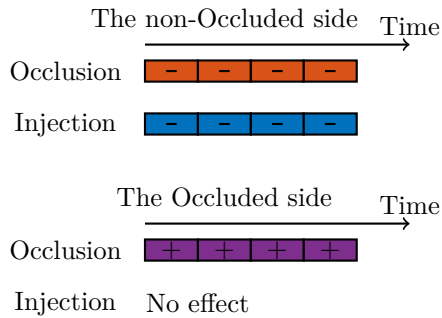 The non-Occluded side
Time
Occlusion - - - -
Injection - - - -
The Occluded side
Time
Occlusion + + + +
Injection No effect